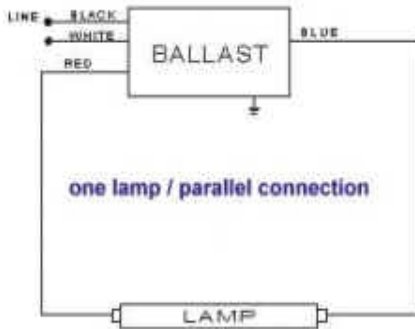 LINE BLACK
WHITE
RED
BALLAST
BLUE
one lamp / parallel connection
LAMP